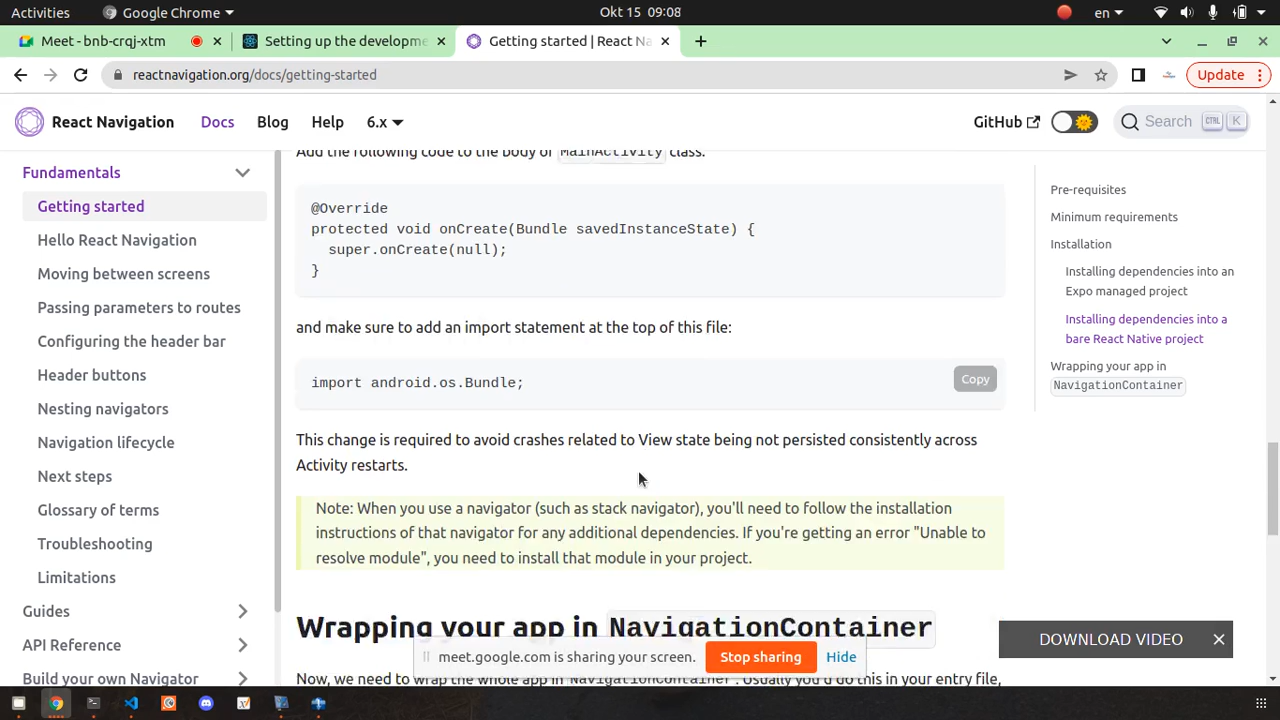 Activities
Google Chrome
Okt 15 09:08
en
Meet - bnb-crqj-xtm
Setting up the developme
Getting started | React Na
reactnavigation.org/docs/getting-started
Update
React Navigation
Docs
Blog
Help
6.x
GitHub
Search
CTRL
K
Fundamentals
Getting started
Hello React Navigation
Moving between screens
Passing parameters to routes
Configuring the header bar
Header buttons
Nesting navigators
Navigation lifecycle
Next steps
Glossary of terms
Troubleshooting
Limitations
Guides
API Reference
Build your own Navigator
Add the following code to the body of MainActivity class:
@Override
protected void onCreate(Bundle savedInstanceState) {
super.onCreate(null);
}
and make sure to add an import statement at the top of this file:
import android.os.Bundle;
Copy
This change is required to avoid crashes related to View state being not persisted consistently across
Activity restarts.
Note: When you use a navigator (such as stack navigator), you'll need to follow the installation
instructions of that navigator for any additional dependencies. If you're getting an error "Unable to
resolve module", you need to install that module in your project.
Wrapping your app in NavigationContainer
Now, we need to wrap the whole app in NavigationContainer. Usually you'd do this in your entry file,
Pre-requisites
Minimum requirements
Installation
Installing dependencies into an
Expo managed project
Installing dependencies into a
bare React Native project
Wrapping your app in
NavigationContainer
meet.google.com is sharing your screen.
Stop sharing
Hide
DOWNLOAD VIDEO